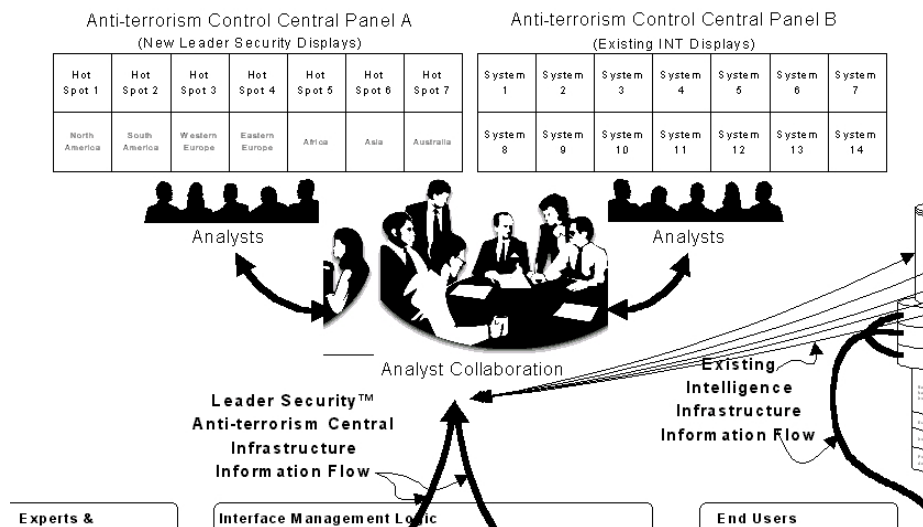 Anti-terrorism Control Central Panel A
(New Leader Security Displays)
Hot Spot 1
Hot Spot 2
Hot Spot 3
Hot Spot 4
Hot Spot 5
Hot Spot 6
Hot Spot 7
North America
South America
Western Europe
Eastern Europe
Africa
Asia
Australia
Anti-terrorism Control Central Panel B
(Existing INT Displays)
System 1
System 2
System 3
System 4
System 5
System 6
System 7
System 8
System 9
System 10
System 11
System 12
System 13
System 14
Analysts
Analysts
Analyst Collaboration
Leader Security™
Anti-terrorism Central
Infrastructure
Information Flow
Existing
Intelligence
Infrastructure
Information Flow
Experts &
Interface Management Logic
End Users